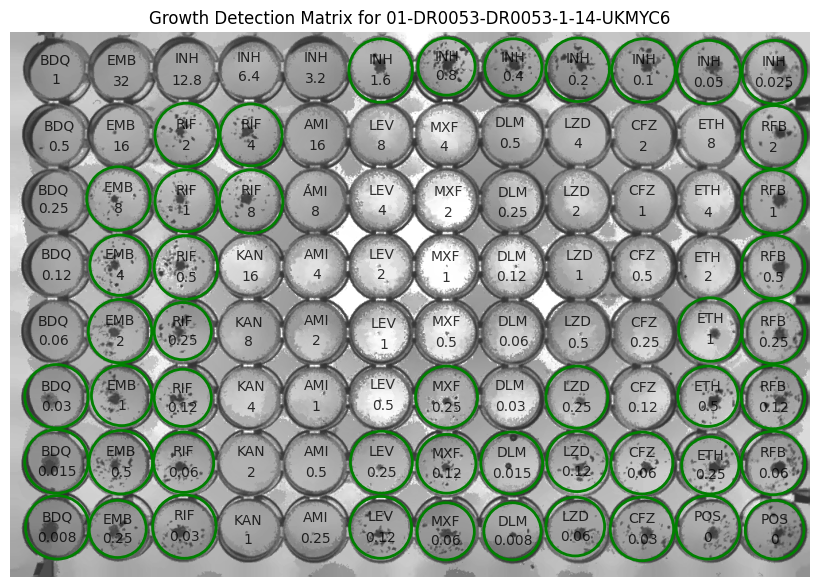 Growth Detection Matrix for 01-DR0053-DR0053-1-14-UKMYC6
BDQ EMB INH INH INH INH INH INH INH INH INH INH
1 32 12.8 6.4 3.2 1.6 0.8 0.4 0.2 0.1 0.05 0.025
BDQ EMB RIF RIF AMI LEV MXF DLM LZD CFZ ETH RFB
0.5 16 2 4 16 8 4 0.5 4 2 8 2
BDQ EMB RIF RIF AMI LEV MXF DLM LZD CFZ ETH RFB
0.25 8 1 8 8 4 2 0.25 2 1 4 1
BDQ EMB RIF KAN AMI LEV MXF DLM LZD CFZ ETH RFB
0.12 4 0.5 16 4 2 1 0.12 1 0.5 2 0.5
BDQ EMB RIF KAN AMI LEV MXF DLM LZD CFZ ETH RFB
0.06 2 0.25 8 2 1 0.5 0.06 0.5 0.25 1 0.25
BDQ EMB RIF KAN AMI LEV MXF DLM LZD CFZ ETH RFB
0.03 1 0.12 4 1 0.5 0.25 0.03 0.25 0.12 0.5 0.12
BDQ EMB RIF KAN AMI LEV MXF DLM LZD CFZ ETH RFB
0.015 0.5 0.06 2 0.5 0.25 0.12 0.015 0.12 0.06 0.25 0.06
BDQ EMB RIF KAN AMI LEV MXF DLM LZD CFZ POS POS
0.008 0.25 0.03 1 0.25 0.12 0.06 0.008 0.06 0.03 0 0